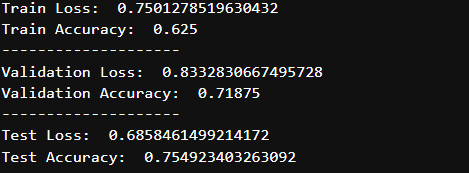 Train Loss:  0.7501278519630432
Train Accuracy:  0.625
--------------------
Validation Loss:  0.8332830667495728
Validation Accuracy:  0.71875
--------------------
Test Loss:  0.6858461499214172
Test Accuracy:  0.754923403263092